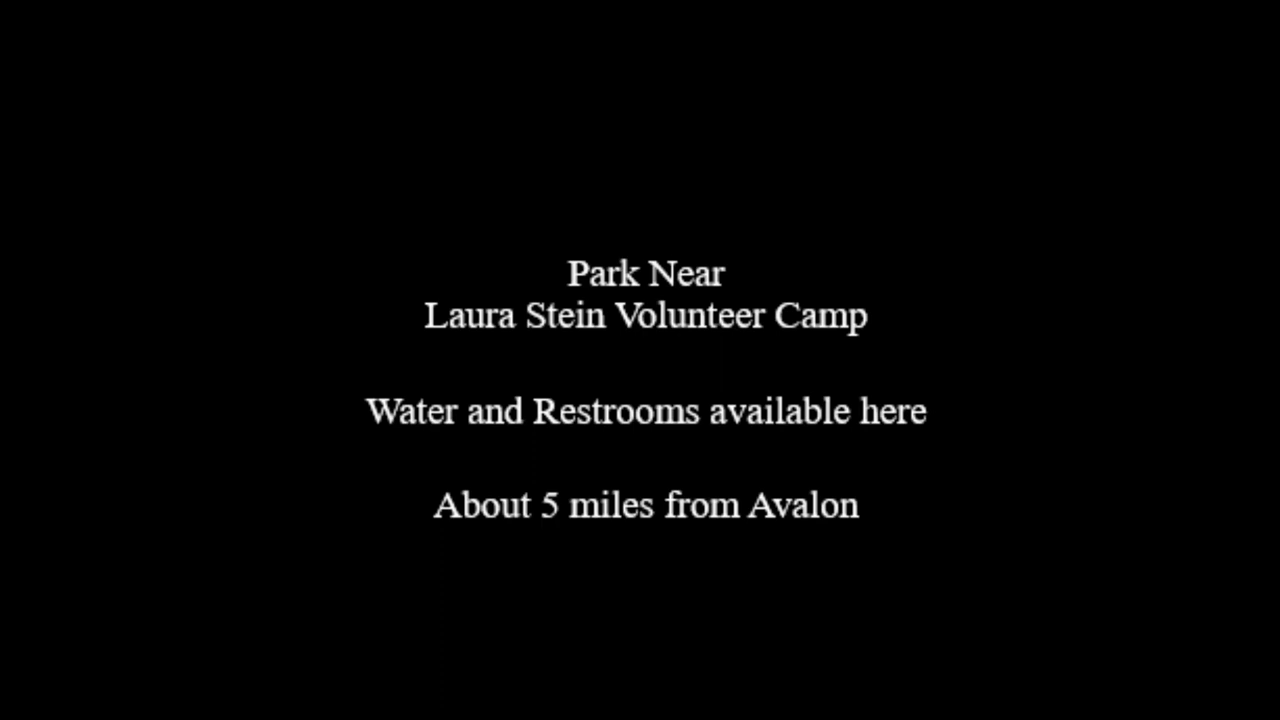 Park Near
Laura Stein Volunteer Camp
Water and Restrooms available here
About 5 miles from Avalon